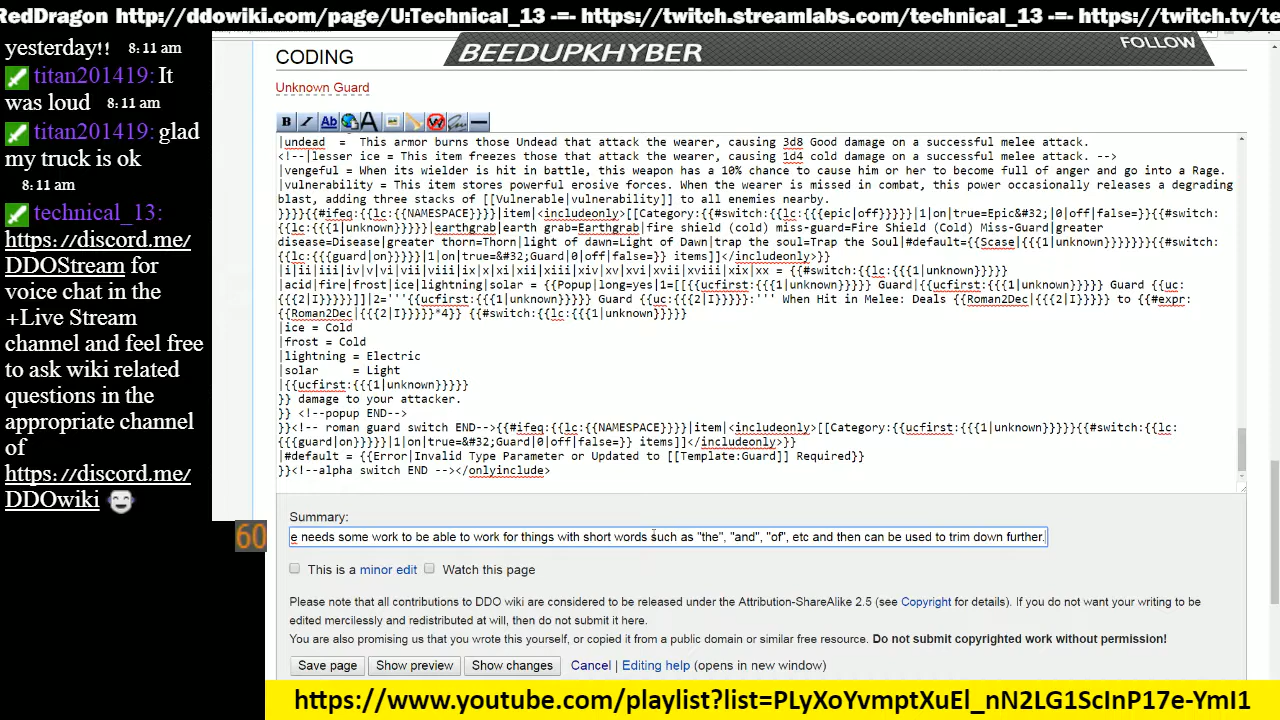 RedDragon http://ddowiki.com/page/U:Technical_13 -=- https://twitch.streamlabs.com/technical_13 -=- https://twitch.tv/te
yesterday!! 8:11 am
titan201419: It
was loud 8:11 am
titan201419: glad
my truck is ok
8:11 am
technical_13:
https://discord.me/
DDOStream for
voice chat in the
+Live Stream
channel and feel free
to ask wiki related
questions in the
appropriate channel
of
https://discord.me/
DDOwiki
CODING
BEEDUPKHYBER
FOLLOW
Unknown Guard
B I Ab A W
|undead = This armor burns those Undead that attack the wearer, causing 3d8 Good damage on a successful melee attack.
<!--|lesser ice = This item freezes those that attack the wearer, causing 1d4 cold damage on a successful melee attack. -->
|vengeful = When its wielder is hit in battle, this weapon has a 10% chance to cause him or her to become full of anger and go into a Rage.
|vulnerability = This item stores powerful erosive forces. When the wearer is missed in combat, this power occasionally releases a degrading
blast, adding three stacks of [[Vulnerable|vulnerability]] to all enemies nearby.
}}}}{{#ifeq:{{lc:{{NAMESPACE}}}}|item|<includeonly>[[Category:{{#switch:{{lc:{{{epic|off}}}}}|1|on|true=Epic&#32;|0|off|false=}}{{#switch:
{{lc:{{{1|unknown}}}}}|earthgrab|earth grab=Earthgrab|fire shield (cold) miss-guard=Fire Shield (Cold) Miss-Guard|greater
disease=Disease|greater thorn=Thorn|light of dawn=Light of Dawn|trap the soul=Trap the Soul|#default={{Scase|{{{1|unknown}}}}}}}{{#switch:
{{lc:{{{guard|on}}}}}|1|on|true=&#32;Guard|0|off|false=}} items]]</includeonly>}}
|i|ii|iii|iv|v|vi|vii|viii|ix|x|xi|xii|xiii|xiv|xv|xvi|xvii|xviii|xix|xx = {{#switch:{{lc:{{{1|unknown}}}}}
|acid|fire|frost|ice|lightning|solar = {{Popup|long=yes|1=[[{{ucfirst:{{{1|unknown}}}}} Guard|{{ucfirst:{{{1|unknown}}}}} Guard {{uc:
{{{2|I}}}}}]]|2='''{{ucfirst:{{{1|unknown}}}}} Guard {{uc:{{{2|I}}}}}:''' When Hit in Melee: Deals {{Roman2Dec|{{{2|I}}}}} to {{#expr:
{{Roman2Dec|{{{2|I}}}}}*4}} {{#switch:{{lc:{{{1|unknown}}}}}
|ice = Cold
|frost = Cold
|lightning = Electric
|solar = Light
|{{ucfirst:{{{1|unknown}}}}}
}} damage to your attacker.
}} <!--popup END-->
}}<!-- roman guard switch END-->{{#ifeq:{{lc:{{NAMESPACE}}}}|item|<includeonly>[[Category:{{ucfirst:{{{1|unknown}}}}}{{#switch:{{lc:
{{{guard|on}}}}}|1|on|true=&#32;Guard|0|off|false=}} items]]</includeonly>}}
|#default = {{Error|Invalid Type Parameter or Updated to [[Template:Guard]] Required}}
}}<!--alpha switch END --></onlyinclude>
Summary:
60
e needs some work to be able to work for things with short words such as "the", "and", "of", etc and then can be used to trim down further.
This is a minor edit Watch this page
Please note that all contributions to DDO wiki are considered to be released under the Attribution-ShareAlike 2.5 (see Copyright for details). If you do not want your writing to be
edited mercilessly and redistributed at will, then do not submit it here.
You are also promising us that you wrote this yourself, or copied it from a public domain or similar free resource. Do not submit copyrighted work without permission!
Save page Show preview Show changes Cancel | Editing help (opens in new window)
https://www.youtube.com/playlist?list=PLyXoYvmptXuEl_nN2LG1ScInP17e-YmI1